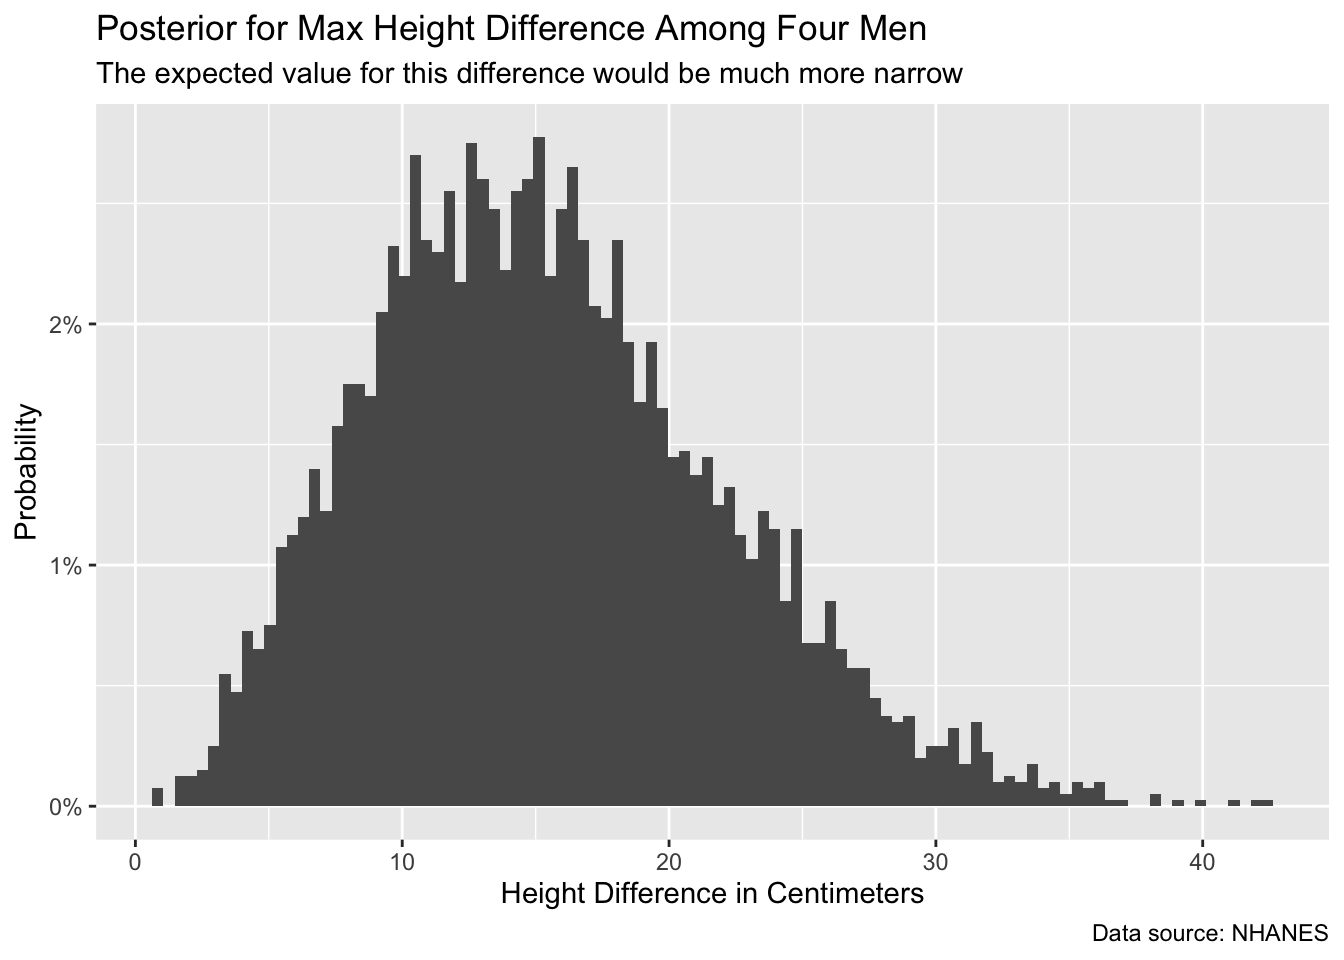 Posterior for Max Height Difference Among Four Men
The expected value for this difference would be much more narrow
Probability
2%
1%
0%
0 10 20 30 40
Height Difference in Centimeters
Data source: NHANES